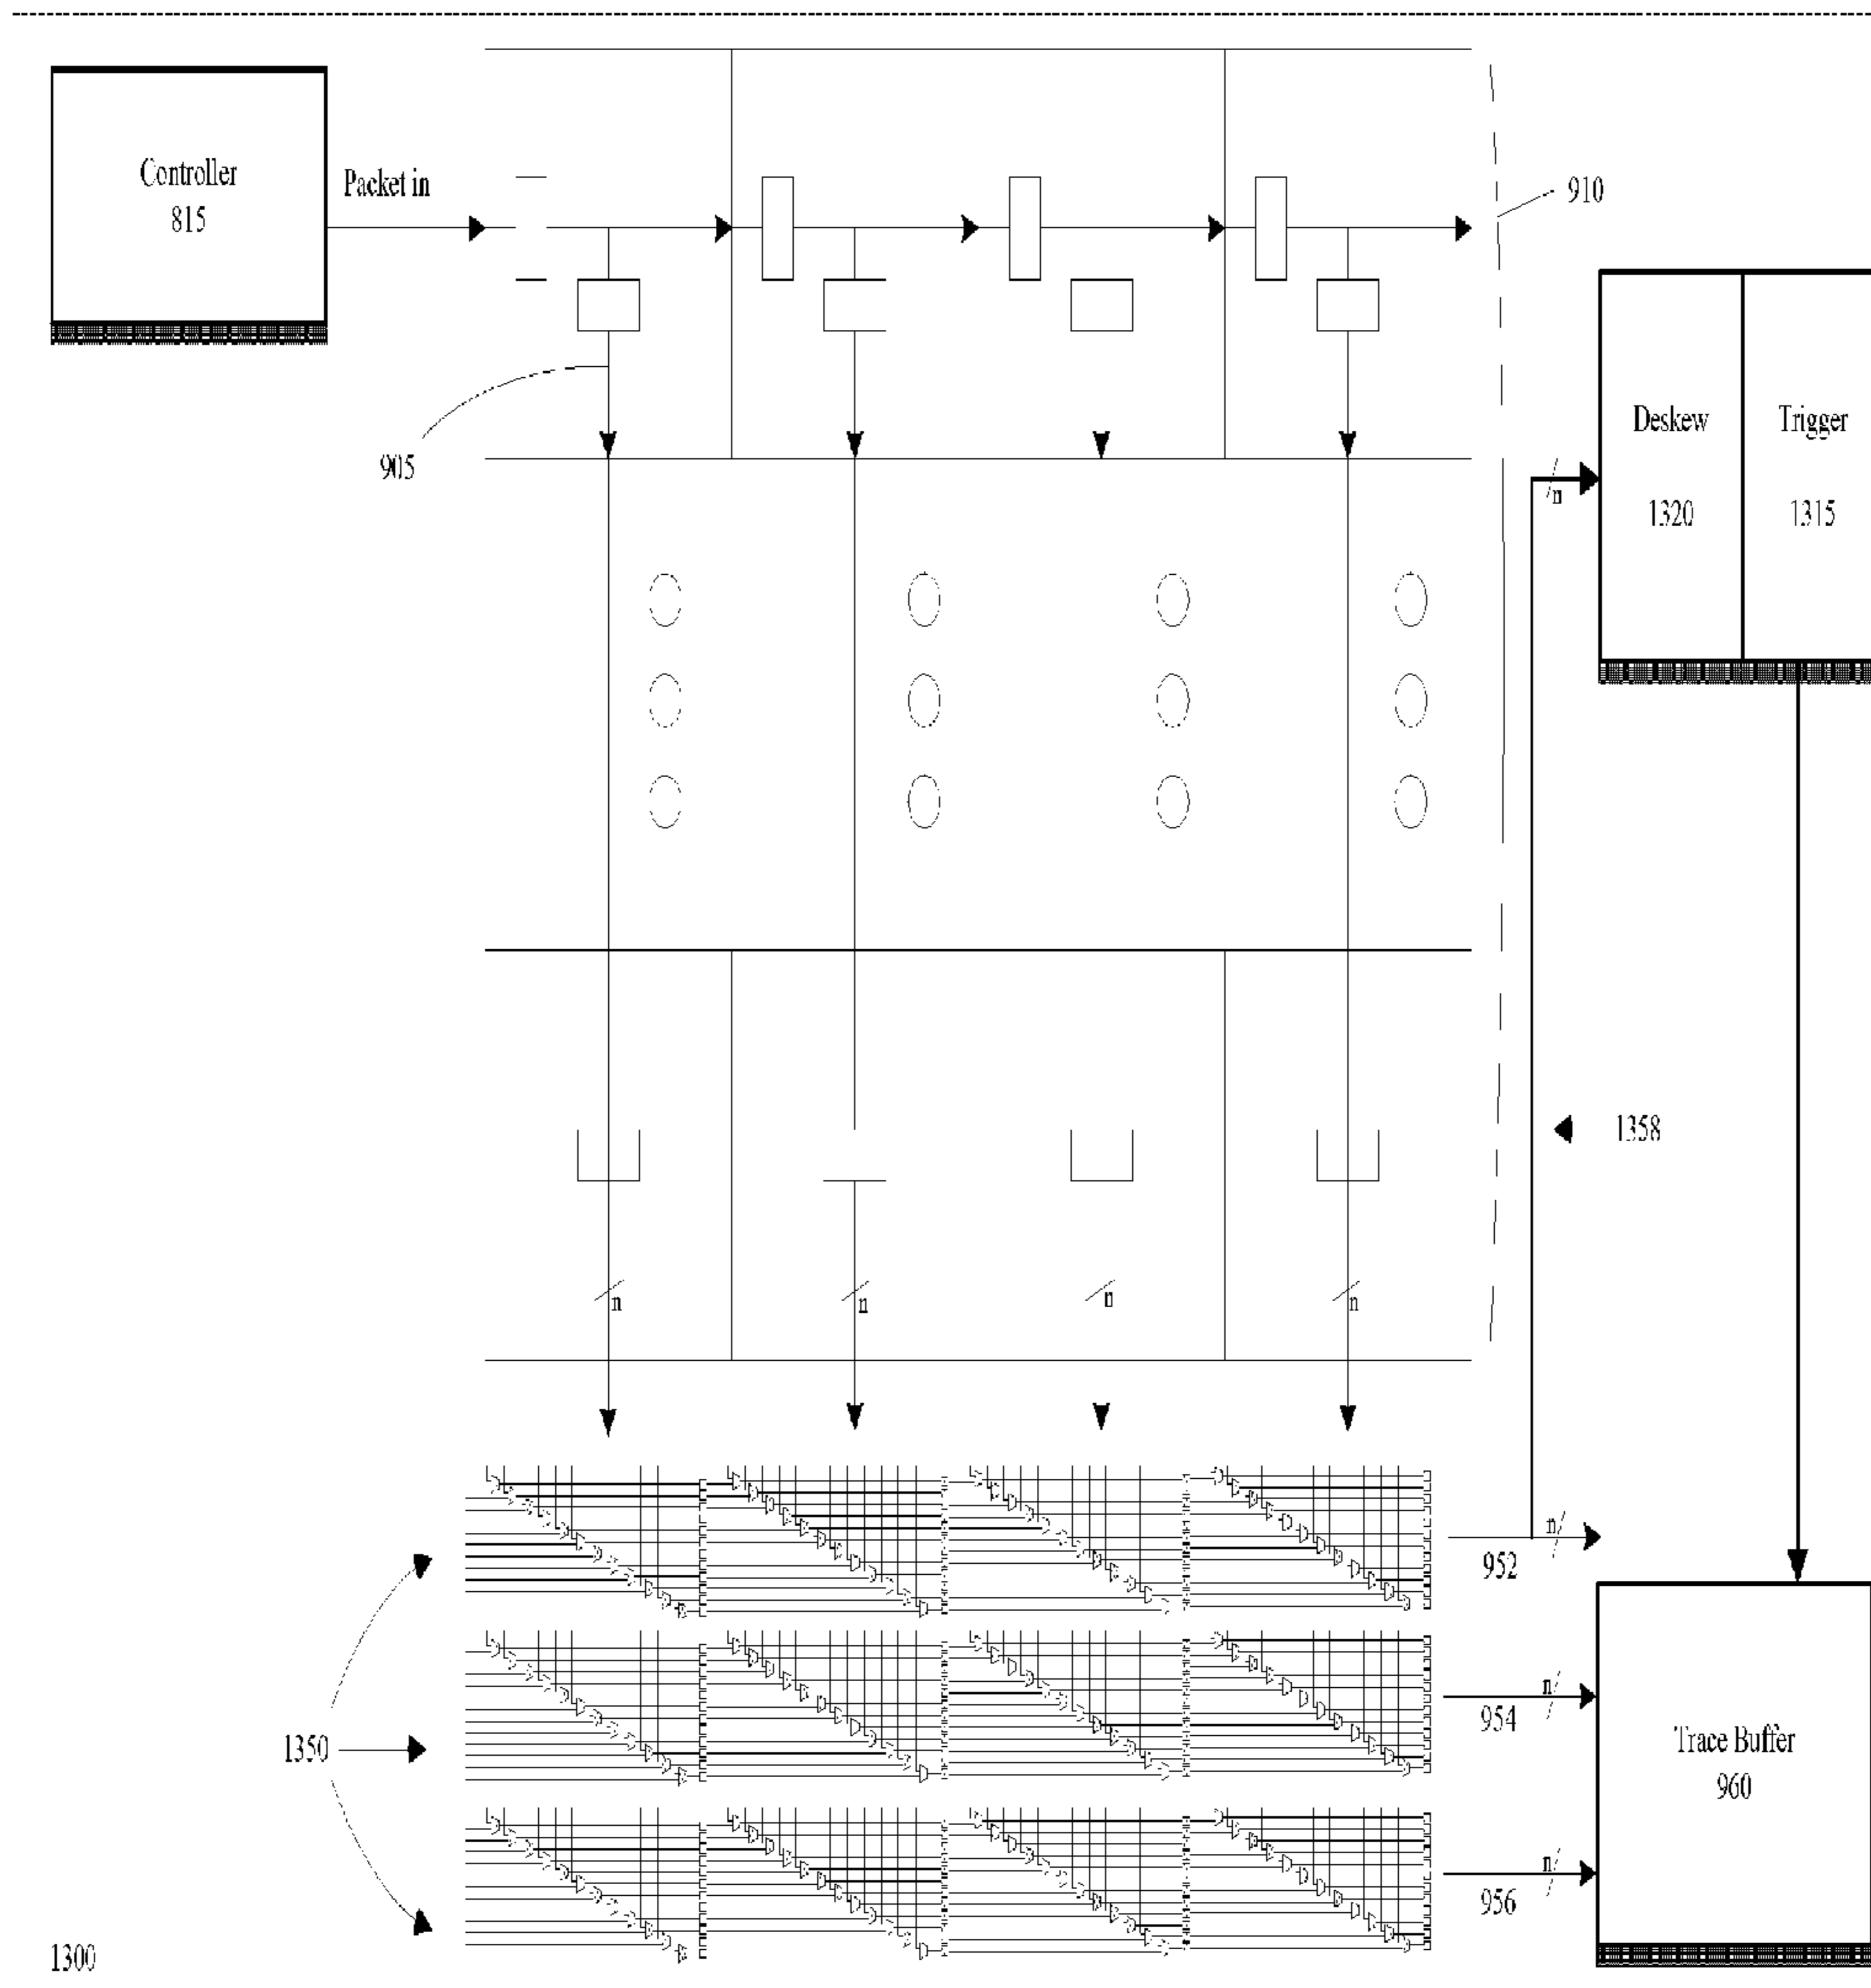 Controller
815
Packet in
910
905
Deskew
1320
Trigger
1315
n
1358
n
n
n
n
n
952
n
954
n
956
1350
Trace Buffer
960
1300